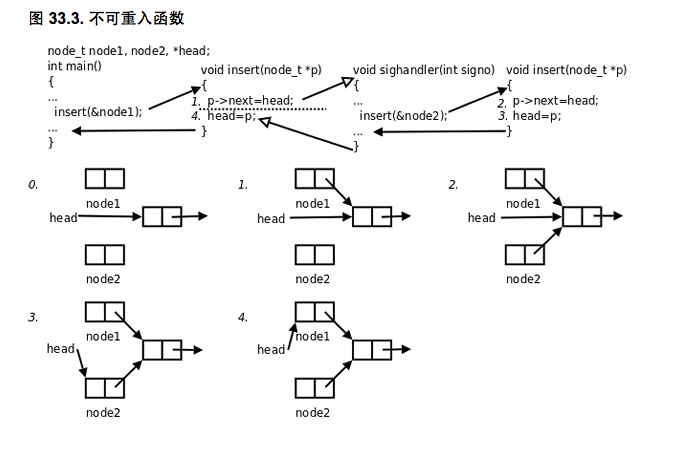 图 33.3. 不可重入函数
node_t node1, node2, *head;
int main()
{
...
insert(&node1);
...
}
void insert(node_t *p)
{
1. p->next=head;
4. head=p;
}
void sighandler(int signo)
{
...
insert(&node2);
...
}
void insert(node_t *p)
{
2. p->next=head;
3. head=p;
}
0.
node1
head
node2
1.
node1
head
node2
2.
node1
head
node2
3.
node1
head
node2
4.
node1
head
node2